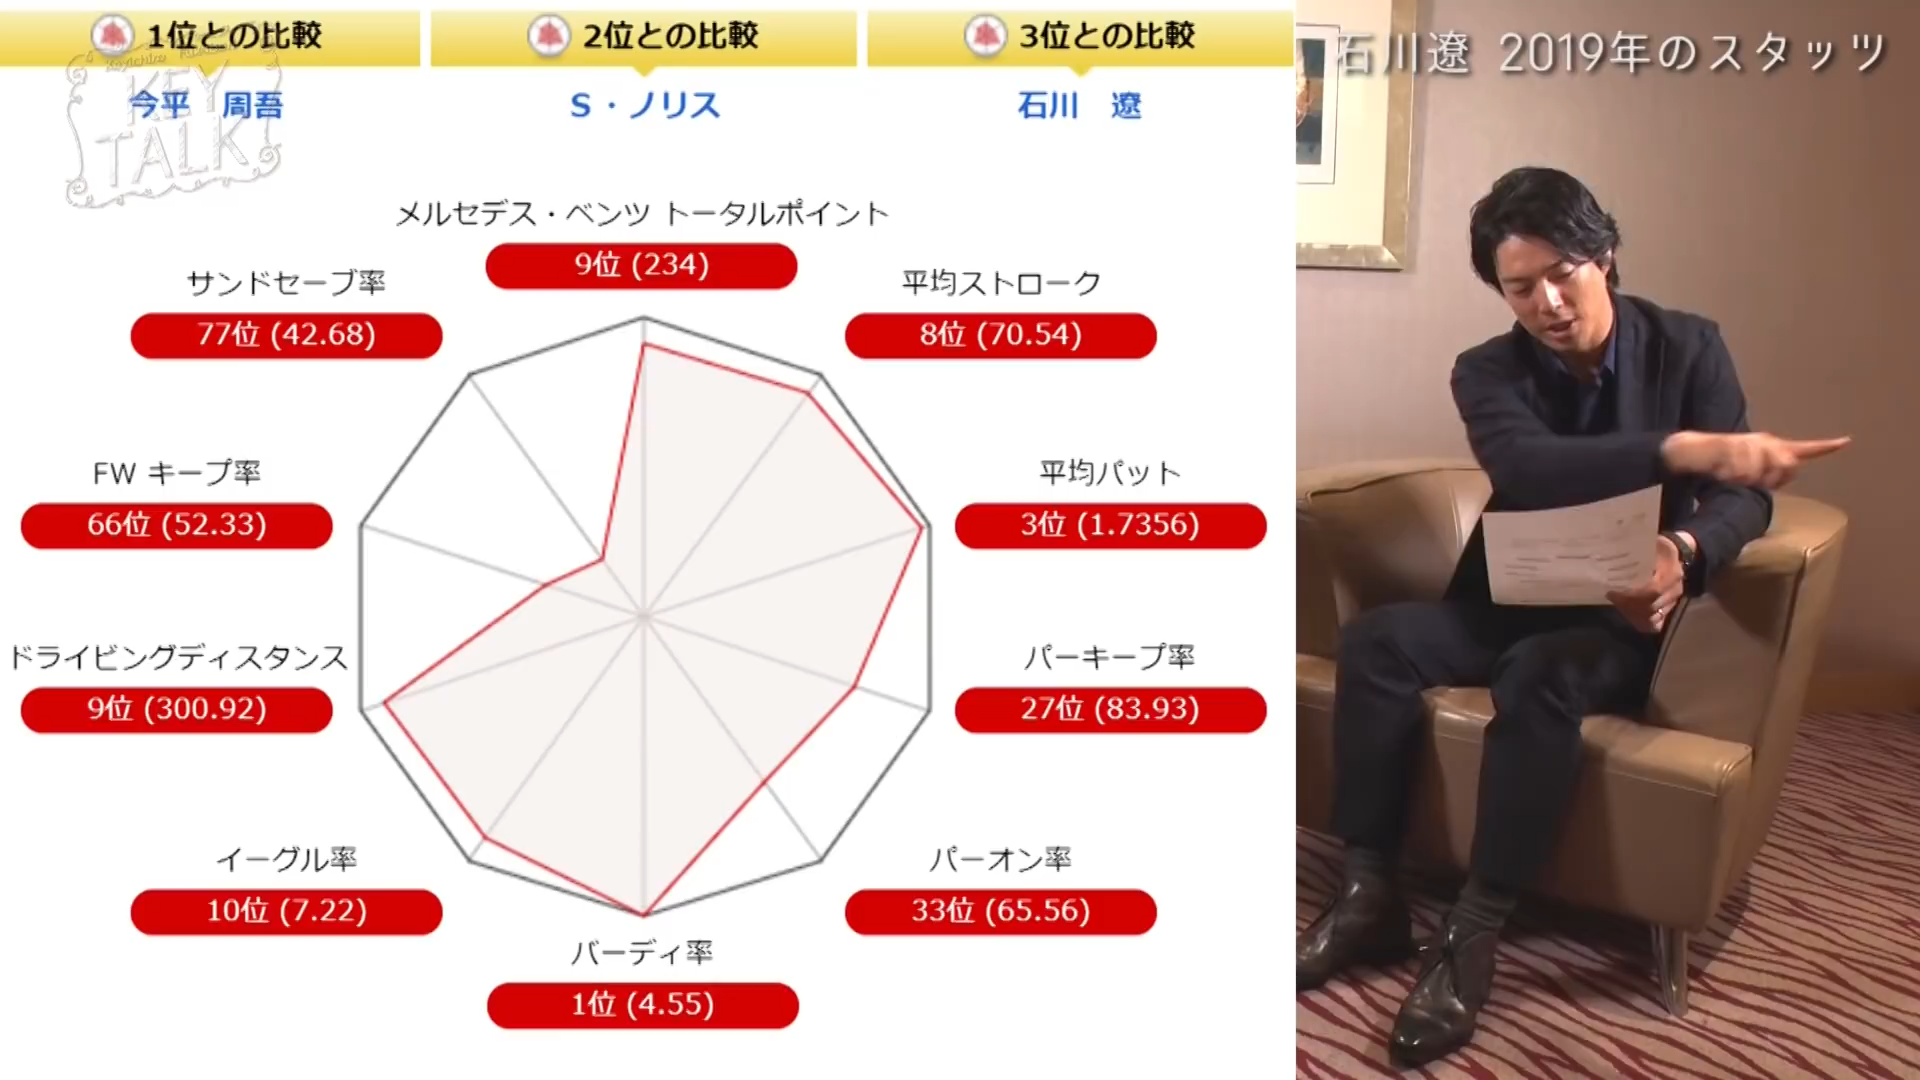 1位との比較
2位との比較
3位との比較
石川遼 2019年のスタッツ
今平 周吾
S・ノリス
石川 遼
KEY
TALK
メルセデス・ベンツ トータルポイント
9位 (234)
サンドセーブ率
77位 (42.68)
平均ストローク
8位 (70.54)
FW キープ率
66位 (52.33)
平均パット
3位 (1.7356)
ドライビングディスタンス
9位 (300.92)
パーキープ率
27位 (83.93)
イーグル率
10位 (7.22)
パーオン率
33位 (65.56)
バーディ率
1位 (4.55)